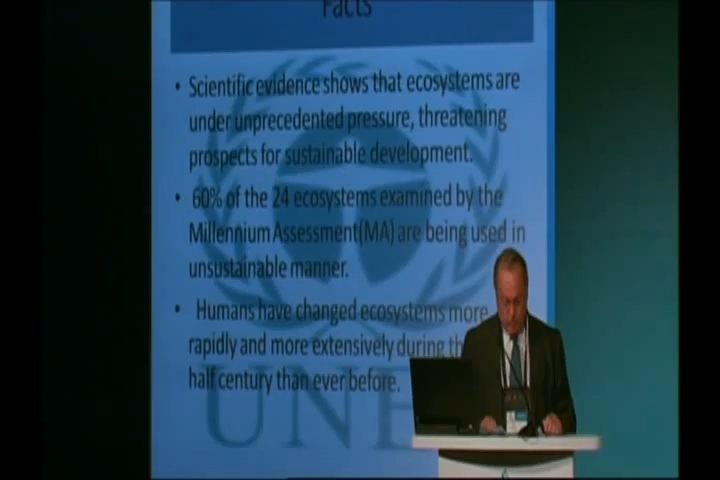 Facts
• Scientific evidence shows that ecosystems are
under unprecedented pressure, threatening
prospects for sustainable development.
• 60% of the 24 ecosystems examined by the
Millennium Assessment(MA) are being used in
unsustainable manner.
• Humans have changed ecosystems more
rapidly and more extensively during
half century than ever before.
UNE